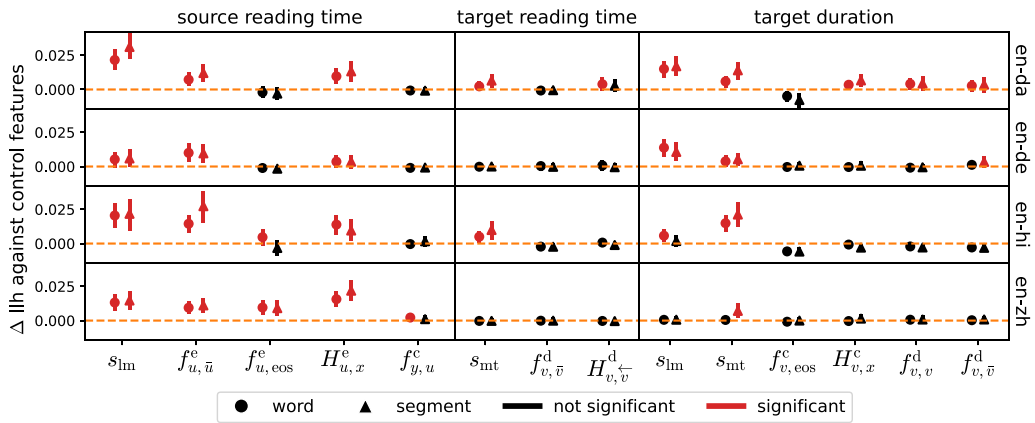 source reading time target reading time target duration
Δ llh against control features
0.025
0.000
en-da
0.025
0.000
en-de
0.025
0.000
en-hi
0.025
0.000
en-zh
s_lm f^e_{u,ū} f^e_{u,eos} H^e_{u,x} f^c_{y,u} s_mt f^d_{v,v̄} H^d_{v,v←} s_lm s_mt f^c_{v,eos} H^c_{v,x} f^d_{v,v} f^d_{v,v̄}
word segment not significant significant